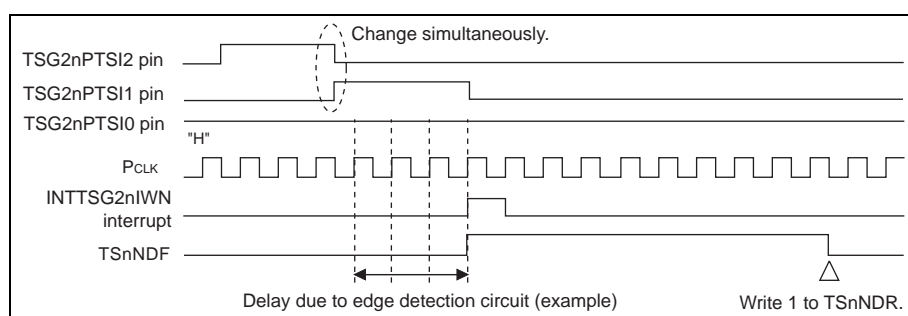 Change simultaneously.
TSG2nPTSI2 pin
TSG2nPTSI1 pin
TSG2nPTSI0 pin
"H"
PCLK
INTTSG2nIWN
interrupt
TSnNDF
Delay due to edge detection circuit (example)
Write 1 to TSnNDR.